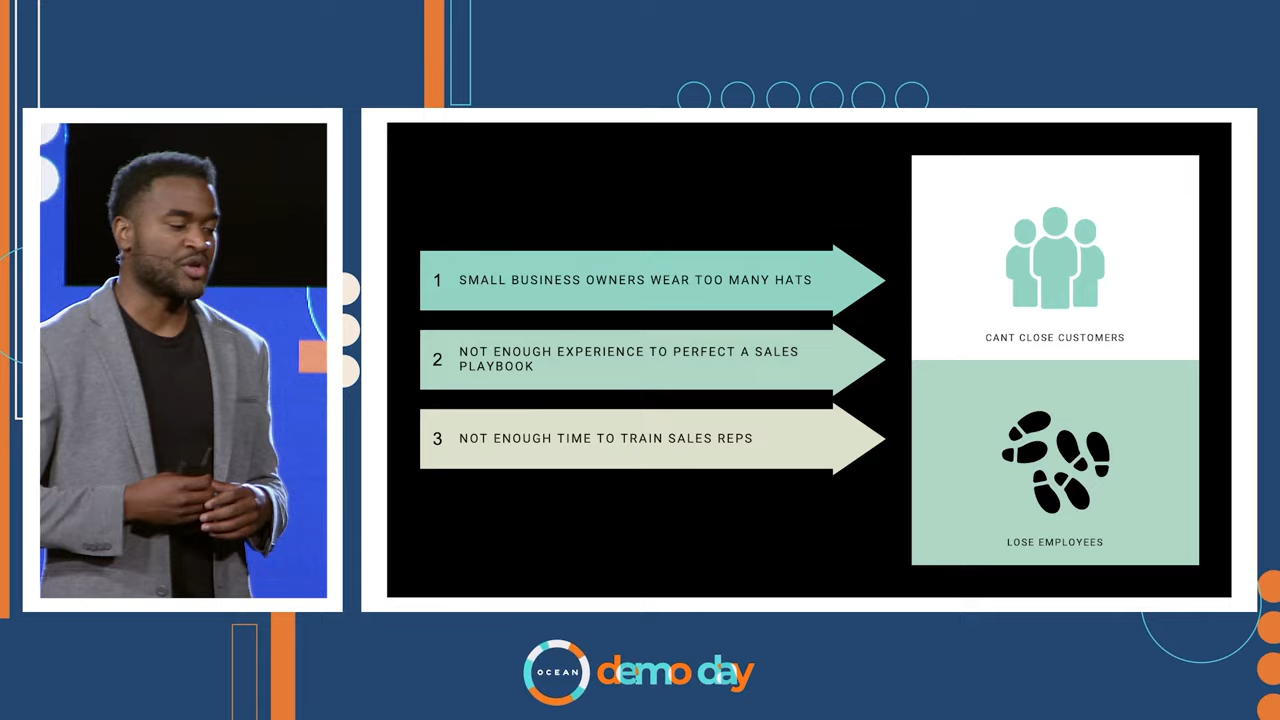 1 SMALL BUSINESS OWNERS WEAR TOO MANY HATS
2 NOT ENOUGH EXPERIENCE TO PERFECT A SALES
PLAYBOOK
3 NOT ENOUGH TIME TO TRAIN SALES REPS
CANT CLOSE CUSTOMERS
LOSE EMPLOYEES
OCEAN demo day